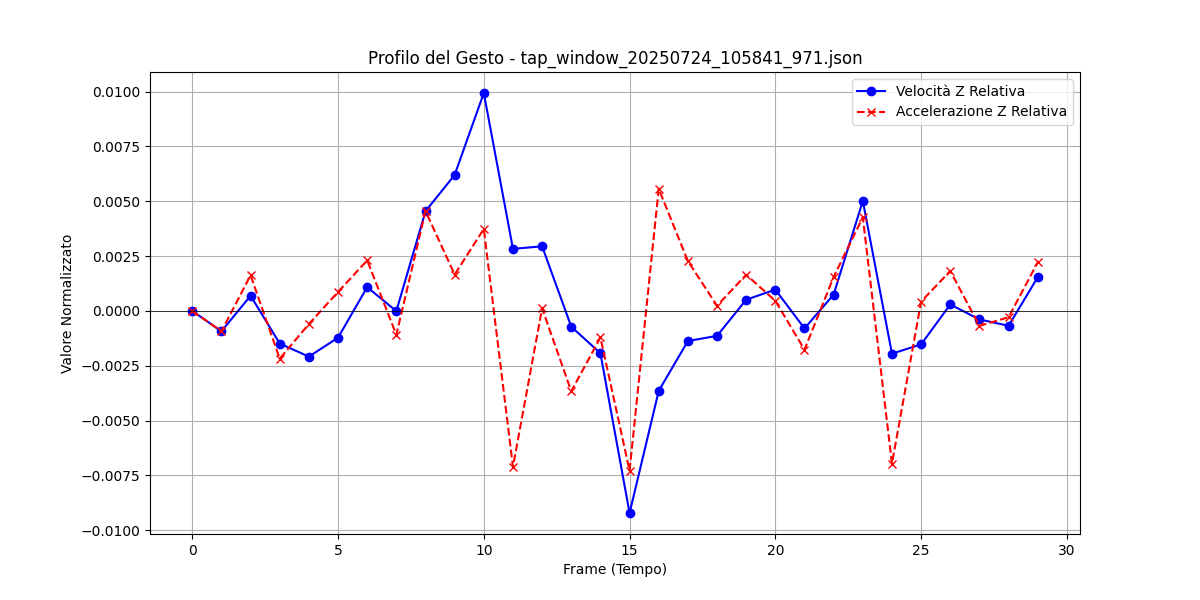 Profilo del Gesto - tap_window_20250724_105841_971.json
Velocità Z Relativa
Accelerazione Z Relativa
Valore Normalizzato
0.0100
0.0075
0.0050
0.0025
0.0000
−0.0025
−0.0050
−0.0075
−0.0100
0 5 10 15 20 25 30
Frame (Tempo)